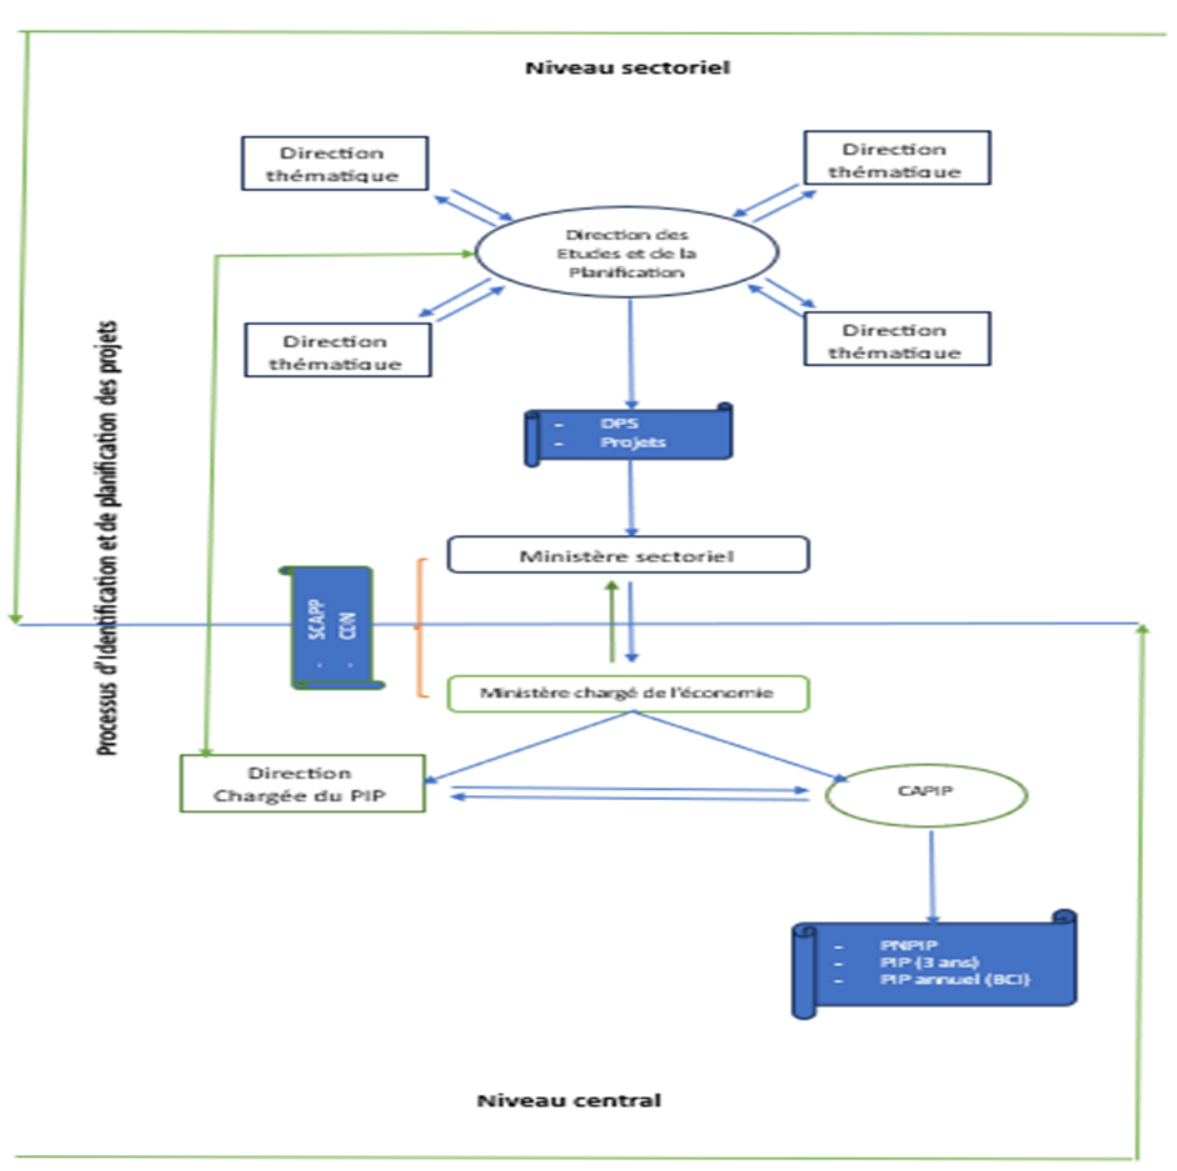 Niveau sectoriel
Direction
thématique
Direction
thématique
Direction des
Etudes et de la
Planification
Direction
thématique
Direction
thématique
Processus d'Identification et de planification des projets
- DPS
- Projets
Ministère sectoriel
. SCAPP
. CDN
Ministère chargé de l'économie
Direction
Chargée du PIP
CAPIP
- PNPIP
- PIP (3 ans)
- PIP annuel (BCI)
Niveau central